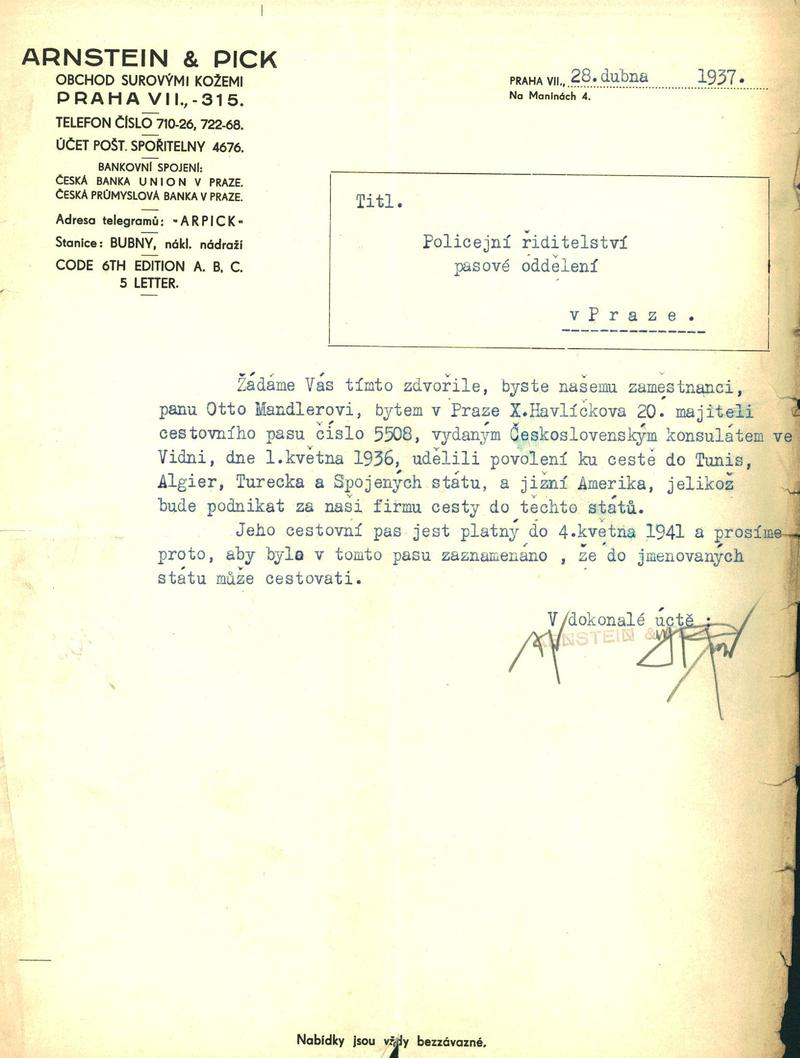 ARNSTEIN & PICK
OBCHOD SUROVÝMI KOŽEMI
PRAHA VII., - 315.
TELEFON ČÍSLO 710-26, 722-68.
ÚČET POŠT. SPOŘITELNY 4676.
BANKOVNÍ SPOJENÍ:
ČESKÁ BANKA UNION V PRAZE.
ČESKÁ PRŮMYSLOVÁ BANKA V PRAZE.
Adresa telegramů: "ARPICK"
Stanice: BUBNY, nákl. nádraží
CODE 6TH EDITION A. B. C.
5 LETTER.
PRAHA VII., 28.dubna 1937.
Na Maninách 4.
Titl.
Policejní řiditelství
pasové oddělení
v P r a z e .
Žádáme Vás tímto zdvořile, byste našemu zaměstnanci,
panu Otto Mandlerovi, bytem v Praze X.Havlíčkova 20. majiteli
cestovního pasu číslo 5508, vydaným Československým konsulátem ve
Vidni, dne 1.května 1936, udělili povolení ku cestě do Tunis,
Algier, Turecka a Spojených státu, a jižní Amerika, jelikož
bude podnikat za naši firmu cesty do těchto států.
Jeho cestovní pas jest platný do 4.května 1941 a prosíme
proto, aby bylo v tomto pasu zaznamenáno , že do jmenovaných
státu může cestovati.
V dokonalé úctě :
ARNSTEIN &
Nabídky jsou vždy bezzávazné.